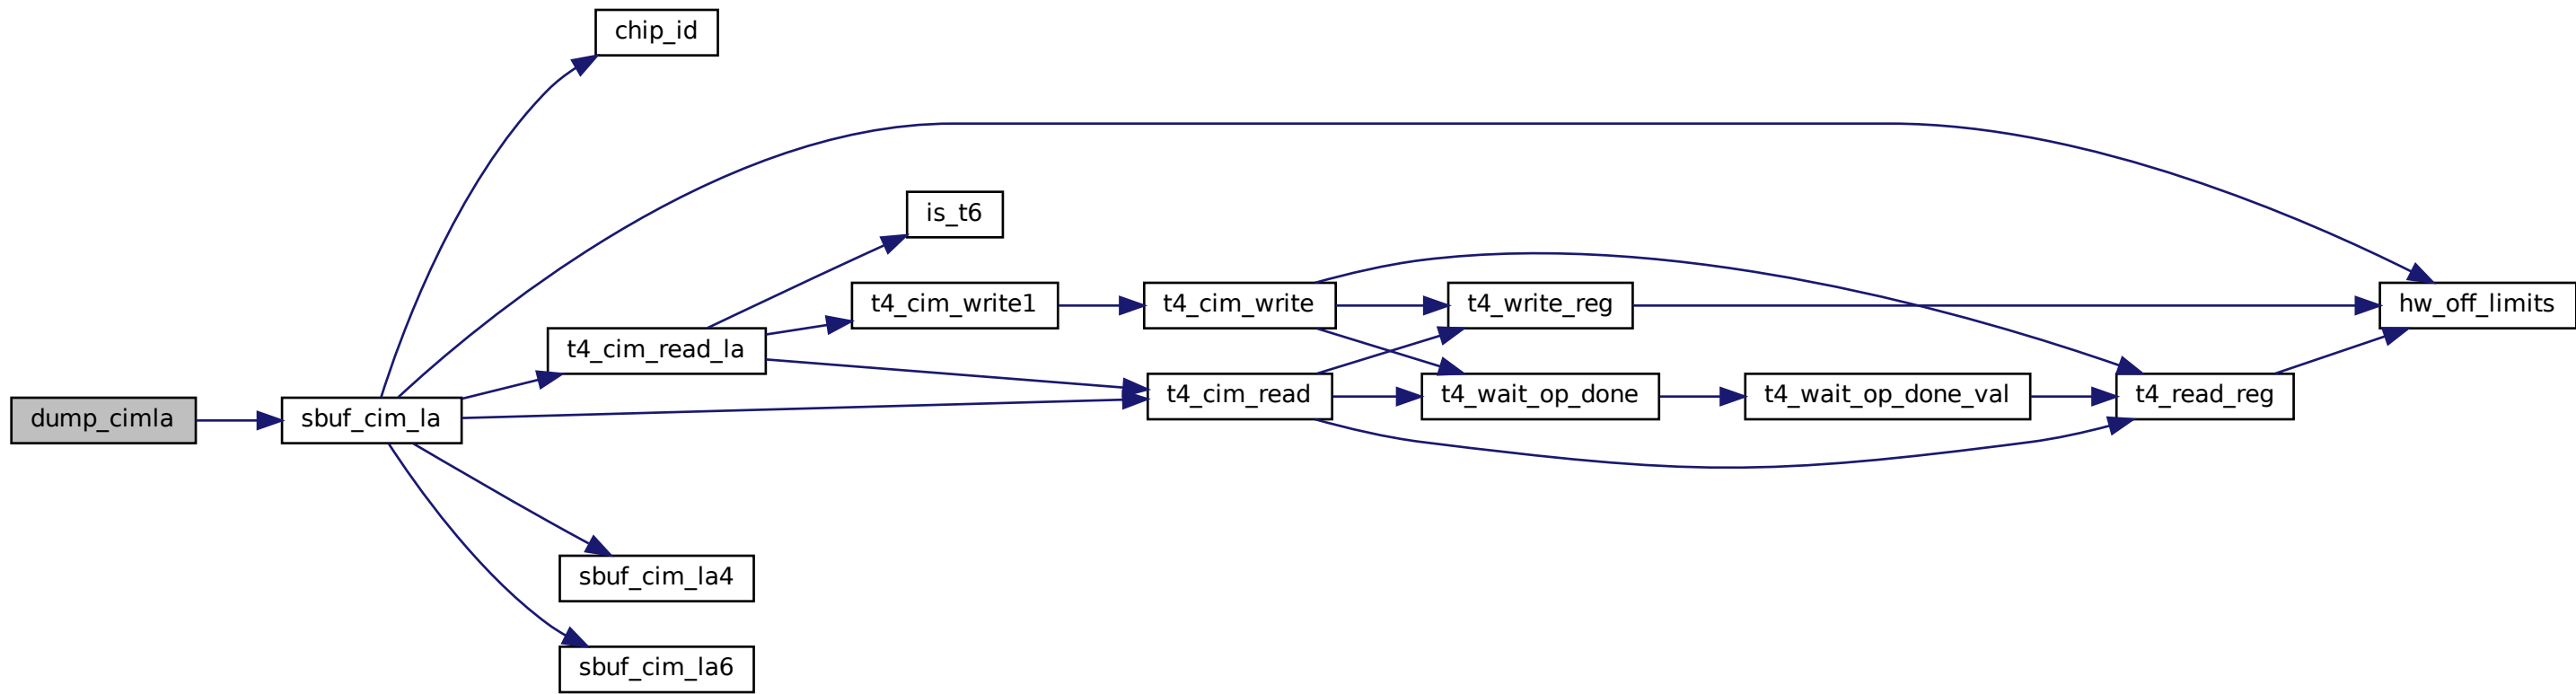 chip_id
is_t6
t4_cim_write1
t4_cim_write
t4_write_reg
hw_off_limits
t4_cim_read_la
t4_cim_read
t4_wait_op_done
t4_wait_op_done_val
t4_read_reg
dump_cimla
sbuf_cim_la
sbuf_cim_la4
sbuf_cim_la6